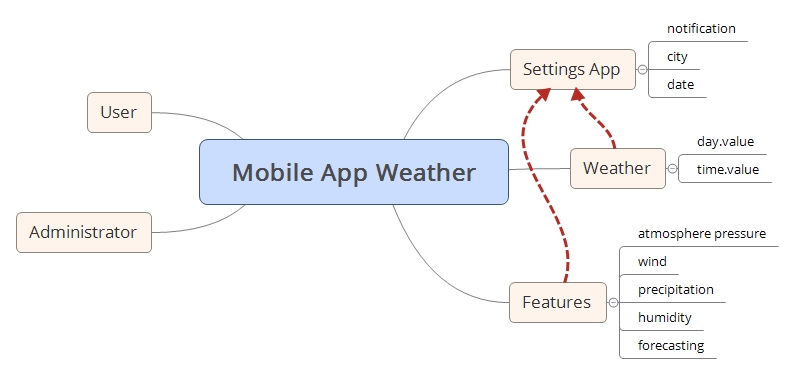 Mobile App Weather
User
Administrator
Settings App
notification
city
date
Weather
day.value
time.value
Features
atmosphere pressure
wind
precipitation
humidity
forecasting